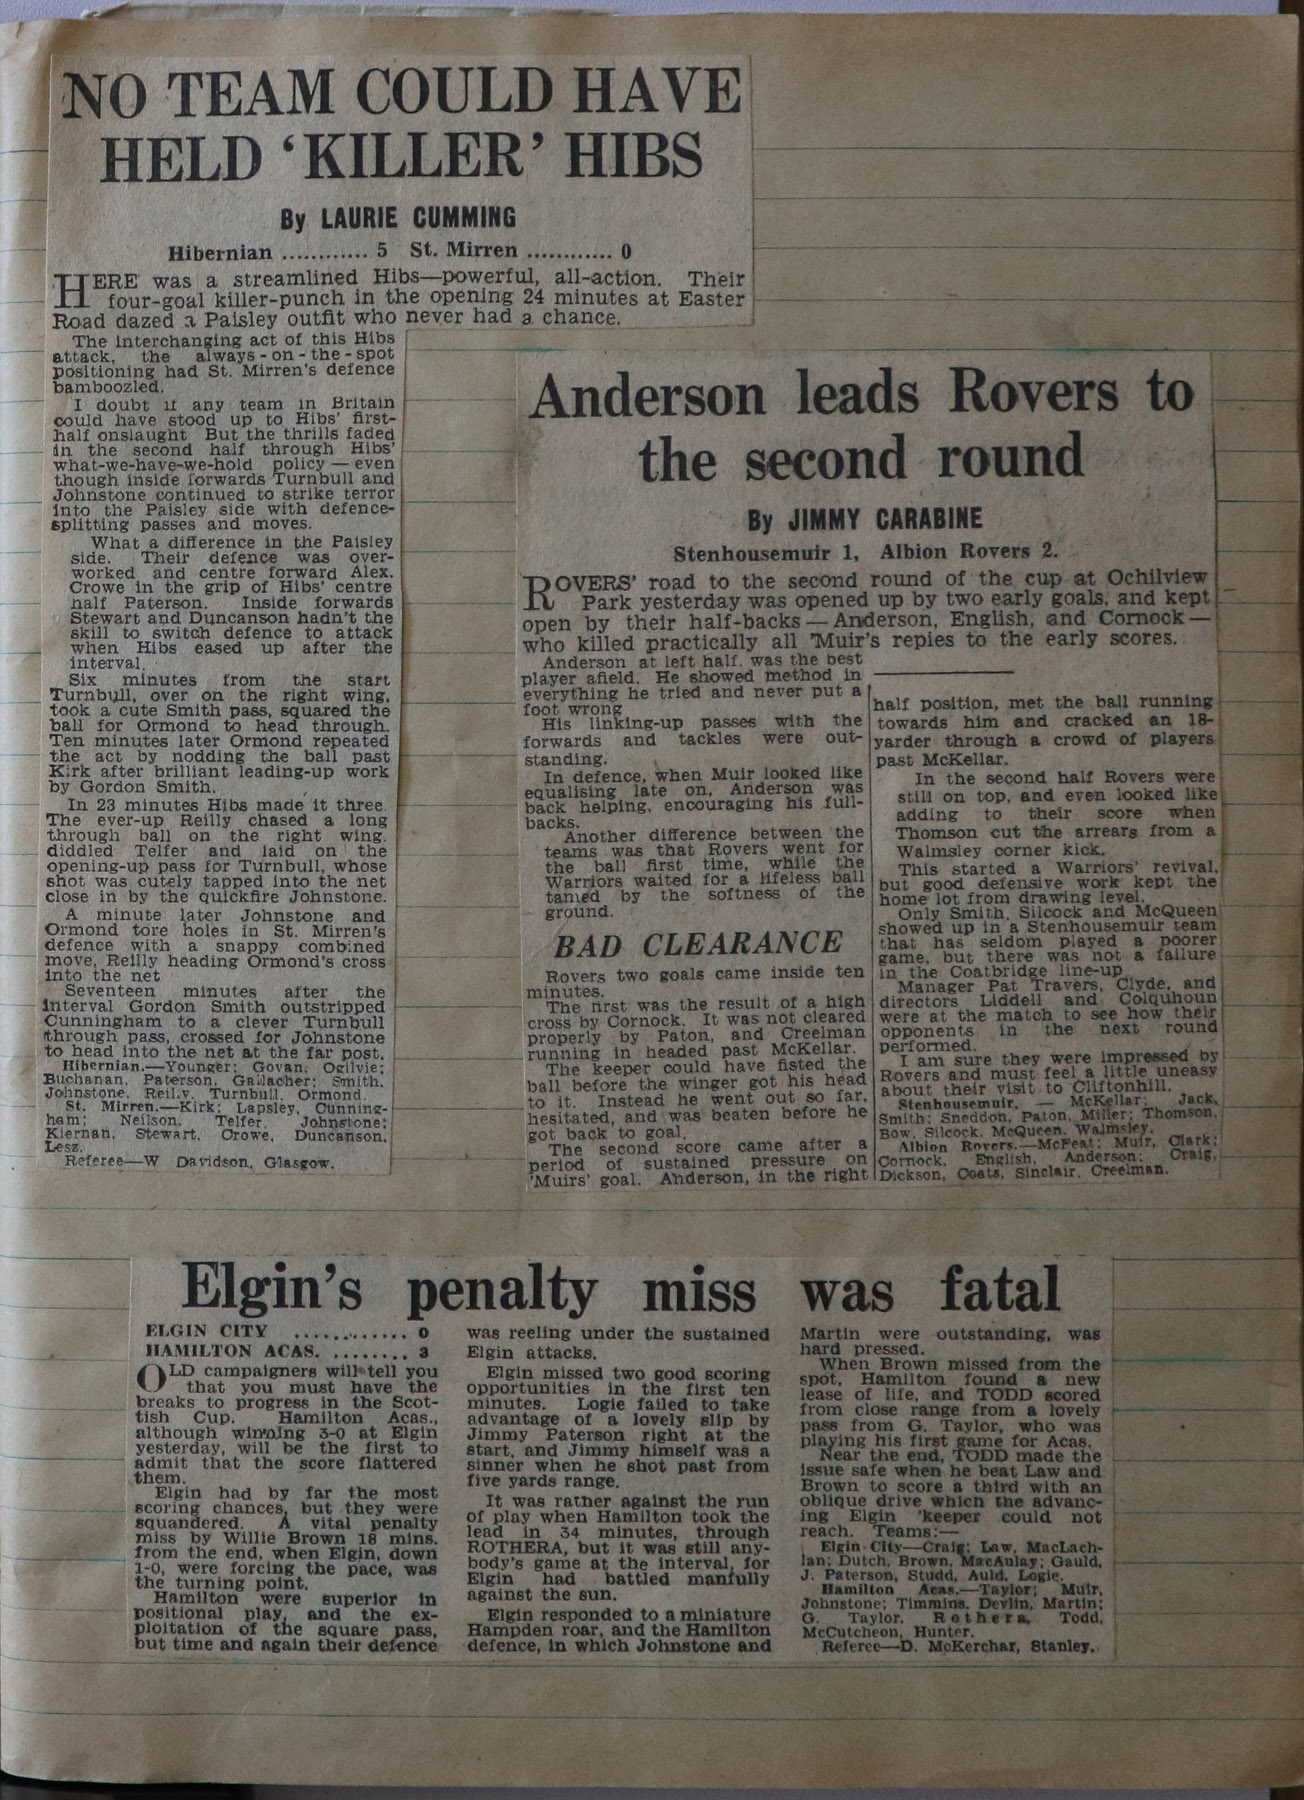 NO TEAM COULD HAVE
HELD ‘KILLER’ HIBS
By LAURIE CUMMING
Hibernian ............ 5 St. Mirren ............ 0
HERE was a streamlined Hibs—powerful, all-action. Their
four-goal killer-punch in the opening 24 minutes at Easter
Road dazed a Paisley outfit who never had a chance.
The interchanging act of this Hibs
attack, the always-on-the-spot
positioning had St. Mirren's defence
bamboozled.
I doubt if any team in Britain
could have stood up to Hibs' first-
half onslaught But the thrills faded
in the second half through Hibs'
what-we-have-we-hold policy — even
though inside forwards Turnbull and
Johnstone continued to strike terror
into the Paisley side with defence-
splitting passes and moves.
What a difference in the Paisley
side. Their defence was over-
worked and centre forward Alex.
Crowe in the grip of Hibs' centre
half Paterson. Inside forwards
Stewart and Duncanson hadn't the
skill to switch defence to attack
when Hibs eased up after the
interval.
Six minutes from the start
Turnbull, over on the right wing,
took a cute Smith pass, squared the
ball for Ormond to head through.
Ten minutes later Ormond repeated
the act by nodding the ball past
Kirk after brilliant leading-up work
by Gordon Smith.
In 23 minutes Hibs made it three.
The ever-up Reilly chased a long
through ball on the right wing,
diddled Telfer and laid on the
opening-up pass for Turnbull, whose
shot was cutely tapped into the net
close in by the quickfire Johnstone.
A minute later Johnstone and
Ormond tore holes in St. Mirren's
defence with a snappy combined
move, Reilly heading Ormond's cross
into the net
Seventeen minutes after the
interval Gordon Smith outstripped
Cunningham to a clever Turnbull
through pass, crossed for Johnstone
to head into the net at the far post.
Hibernian.—Younger; Govan, Ogilvie;
Buchanan, Paterson, Gallacher; Smith,
Johnstone, Reilly, Turnbull, Ormond.
St. Mirren.—Kirk; Lapsley, Cunning-
ham; Neilson, Telfer, Johnstone;
Kiernan, Stewart, Crowe, Duncanson,
Lesz.
Referee—W Davidson, Glasgow.
Anderson leads Rovers to
the second round
By JIMMY CARABINE
Stenhousemuir 1, Albion Rovers 2.
ROVERS' road to the second round of the cup at Ochilview
Park yesterday was opened up by two early goals, and kept
open by their half-backs — Anderson, English, and Cornock —
who killed practically all 'Muir's repies to the early scores.
Anderson at left half, was the best
player afield. He showed method in
everything he tried and never put a
foot wrong
His linking-up passes with the
forwards and tackles were out-
standing.
In defence, when Muir looked like
equalising late on, Anderson was
back helping, encouraging his full-
backs.
Another difference between the
teams was that Rovers went for
the ball first time, while the
Warriors waited for a lifeless ball
tamed by the softness of the
ground.
BAD CLEARANCE
Rovers two goals came inside ten
minutes.
The first was the result of a high
cross by Cornock. It was not cleared
properly by Paton, and Creelman
running in headed past McKellar.
The keeper could have fisted the
ball before the winger got his head
to it. Instead he went out so far,
hesitated, and was beaten before he
got back to goal.
The second score came after a
period of sustained pressure on
'Muirs' goal. Anderson, in the right
half position, met the ball running
towards him and cracked an 18-
yarder through a crowd of players
past McKellar.
In the second half Rovers were
still on top, and even looked like
adding to their score when
Thomson cut the arrears from a
Walmsley corner kick.
This started a Warriors' revival,
but good defensive work kept the
home lot from drawing level.
Only Smith, Silcock and McQueen
showed up in a Stenhousemuir team
that has seldom played a poorer
game, but there was not a failure
in the Coatbridge line-up
Manager Pat Travers, Clyde, and
directors Liddell and Colquhoun
were at the match to see how their
opponents in the next round
performed.
I am sure they were impressed by
Rovers and must feel a little uneasy
about their visit to Cliftonhill.
Stenhousemuir. — McKellar; Jack,
Smith; Sneddon, Paton, Miller; Thomson,
Bow, Silcock, McQueen, Walmsley.
Albion Rovers.—McFeat; Muir, Clark;
Cornock, English, Anderson; Craig,
Dickson, Coats, Sinclair, Creelman.
Elgin's penalty miss was fatal
ELGIN CITY ............ 0
HAMILTON ACAS. ........ 3
OLD campaigners will tell you
that you must have the
breaks to progress in the Scot-
tish Cup. Hamilton Acas.,
although winning 3-0 at Elgin
yesterday, will be the first to
admit that the score flattered
them.
Elgin had by far the most
scoring chances, but they were
squandered. A vital penalty
miss by Willie Brown 18 mins.
from the end, when Elgin, down
1-0, were forcing the pace, was
the turning point.
Hamilton were superior in
positional play, and the ex-
ploitation of the square pass,
but time and again their defence
was reeling under the sustained
Elgin attacks.
Elgin missed two good scoring
opportunities in the first ten
minutes. Logie failed to take
advantage of a lovely slip by
Jimmy Paterson right at the
start, and Jimmy himself was a
sinner when he shot past from
five yards range.
It was rather against the run
of play when Hamilton took the
lead in 34 minutes, through
ROTHERA, but it was still any-
body's game at the interval, for
Elgin had battled manfully
against the sun.
Elgin responded to a miniature
Hampden roar, and the Hamilton
defence, in which Johnstone and
Martin were outstanding, was
hard pressed.
When Brown missed from the
spot, Hamilton found a new
lease of life, and TODD scored
from close range from a lovely
pass from G. Taylor, who was
playing his first game for Acas.
Near the end, TODD made the
issue safe when he beat Law and
Brown to score a third with an
oblique drive which the advanc-
ing Elgin 'keeper could not
reach. Teams:—
Elgin City—Craig; Law, MacLach-
lan; Dutch, Brown, MacAulay; Gauld,
J. Paterson, Studd, Auld, Logie.
Hamilton Acas.—Taylor; Muir,
Johnstone; Timmins, Devlin, Martin;
G. Taylor, Rothera, Todd,
McCutcheon, Hunter.
Referee—D. McKerchar, Stanley.